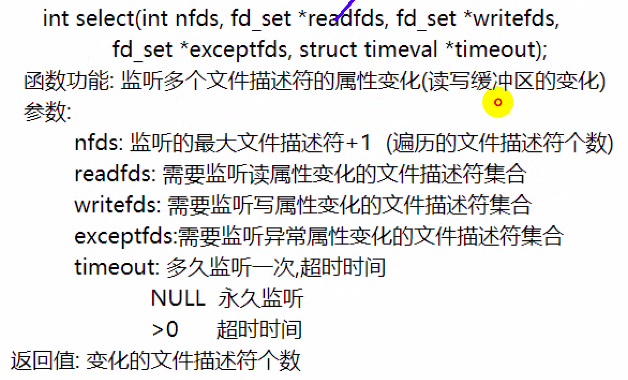 int select(int nfds, fd_set *readfds, fd_set *writefds,
fd_set *exceptfds, struct timeval *timeout);
函数功能: 监听多个文件描述符的属性变化(读写缓冲区的变化)
参数:
nfds: 监听的最大文件描述符+1 (遍历的文件描述符个数)
readfds: 需要监听读属性变化的文件描述符集合
writefds: 需要监听写属性变化的文件描述符集合
exceptfds:需要监听异常属性变化的文件描述符集合
timeout: 多久监听一次,超时时间
NULL 永久监听
>0 超时时间
返回值: 变化的文件描述符个数